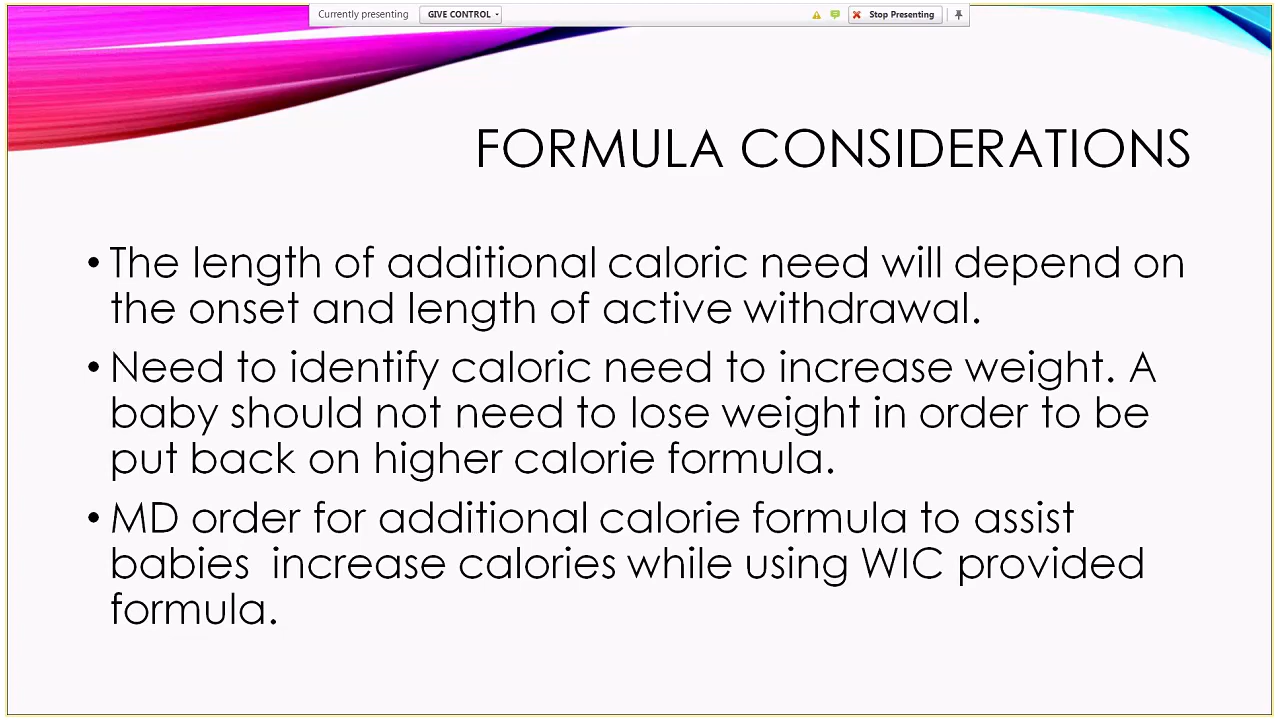 Currently presenting GIVE CONTROL Stop Presenting
FORMULA CONSIDERATIONS
• The length of additional caloric need will depend on
the onset and length of active withdrawal.
• Need to identify caloric need to increase weight. A
baby should not need to lose weight in order to be
put back on higher calorie formula.
• MD order for additional calorie formula to assist
babies  increase calories while using WIC provided
formula.